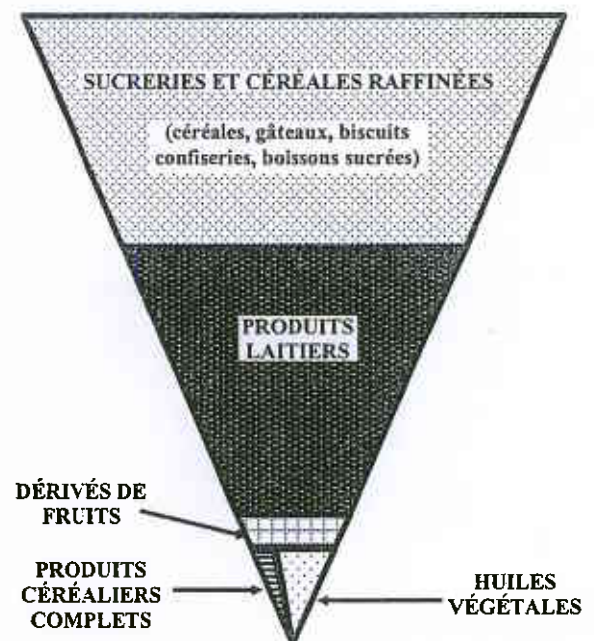 SUCRERIES ET CÉRÉALES RAFFINÉES
(céréales, gâteaux, biscuits
confiseries, boissons sucrées)
PRODUITS
LAITIERS
DÉRIVÉS DE
FRUITS
PRODUITS
CÉRÉALIERS
COMPLETS
HUILES
VÉGÉTALES